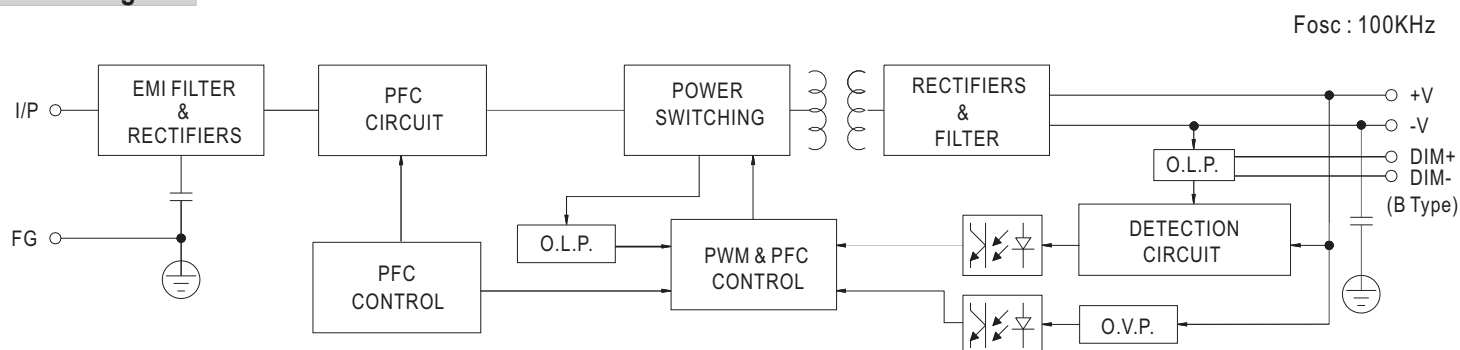 Fosc : 100KHz
I/P
EMI FILTER
&
RECTIFIERS
PFC
CIRCUIT
POWER
SWITCHING
RECTIFIERS
&
FILTER
+V
-V
O.L.P.
DIM+
DIM-
(B Type)
FG
O.L.P.
PFC
CONTROL
PWM & PFC
CONTROL
DETECTION
CIRCUIT
O.V.P.